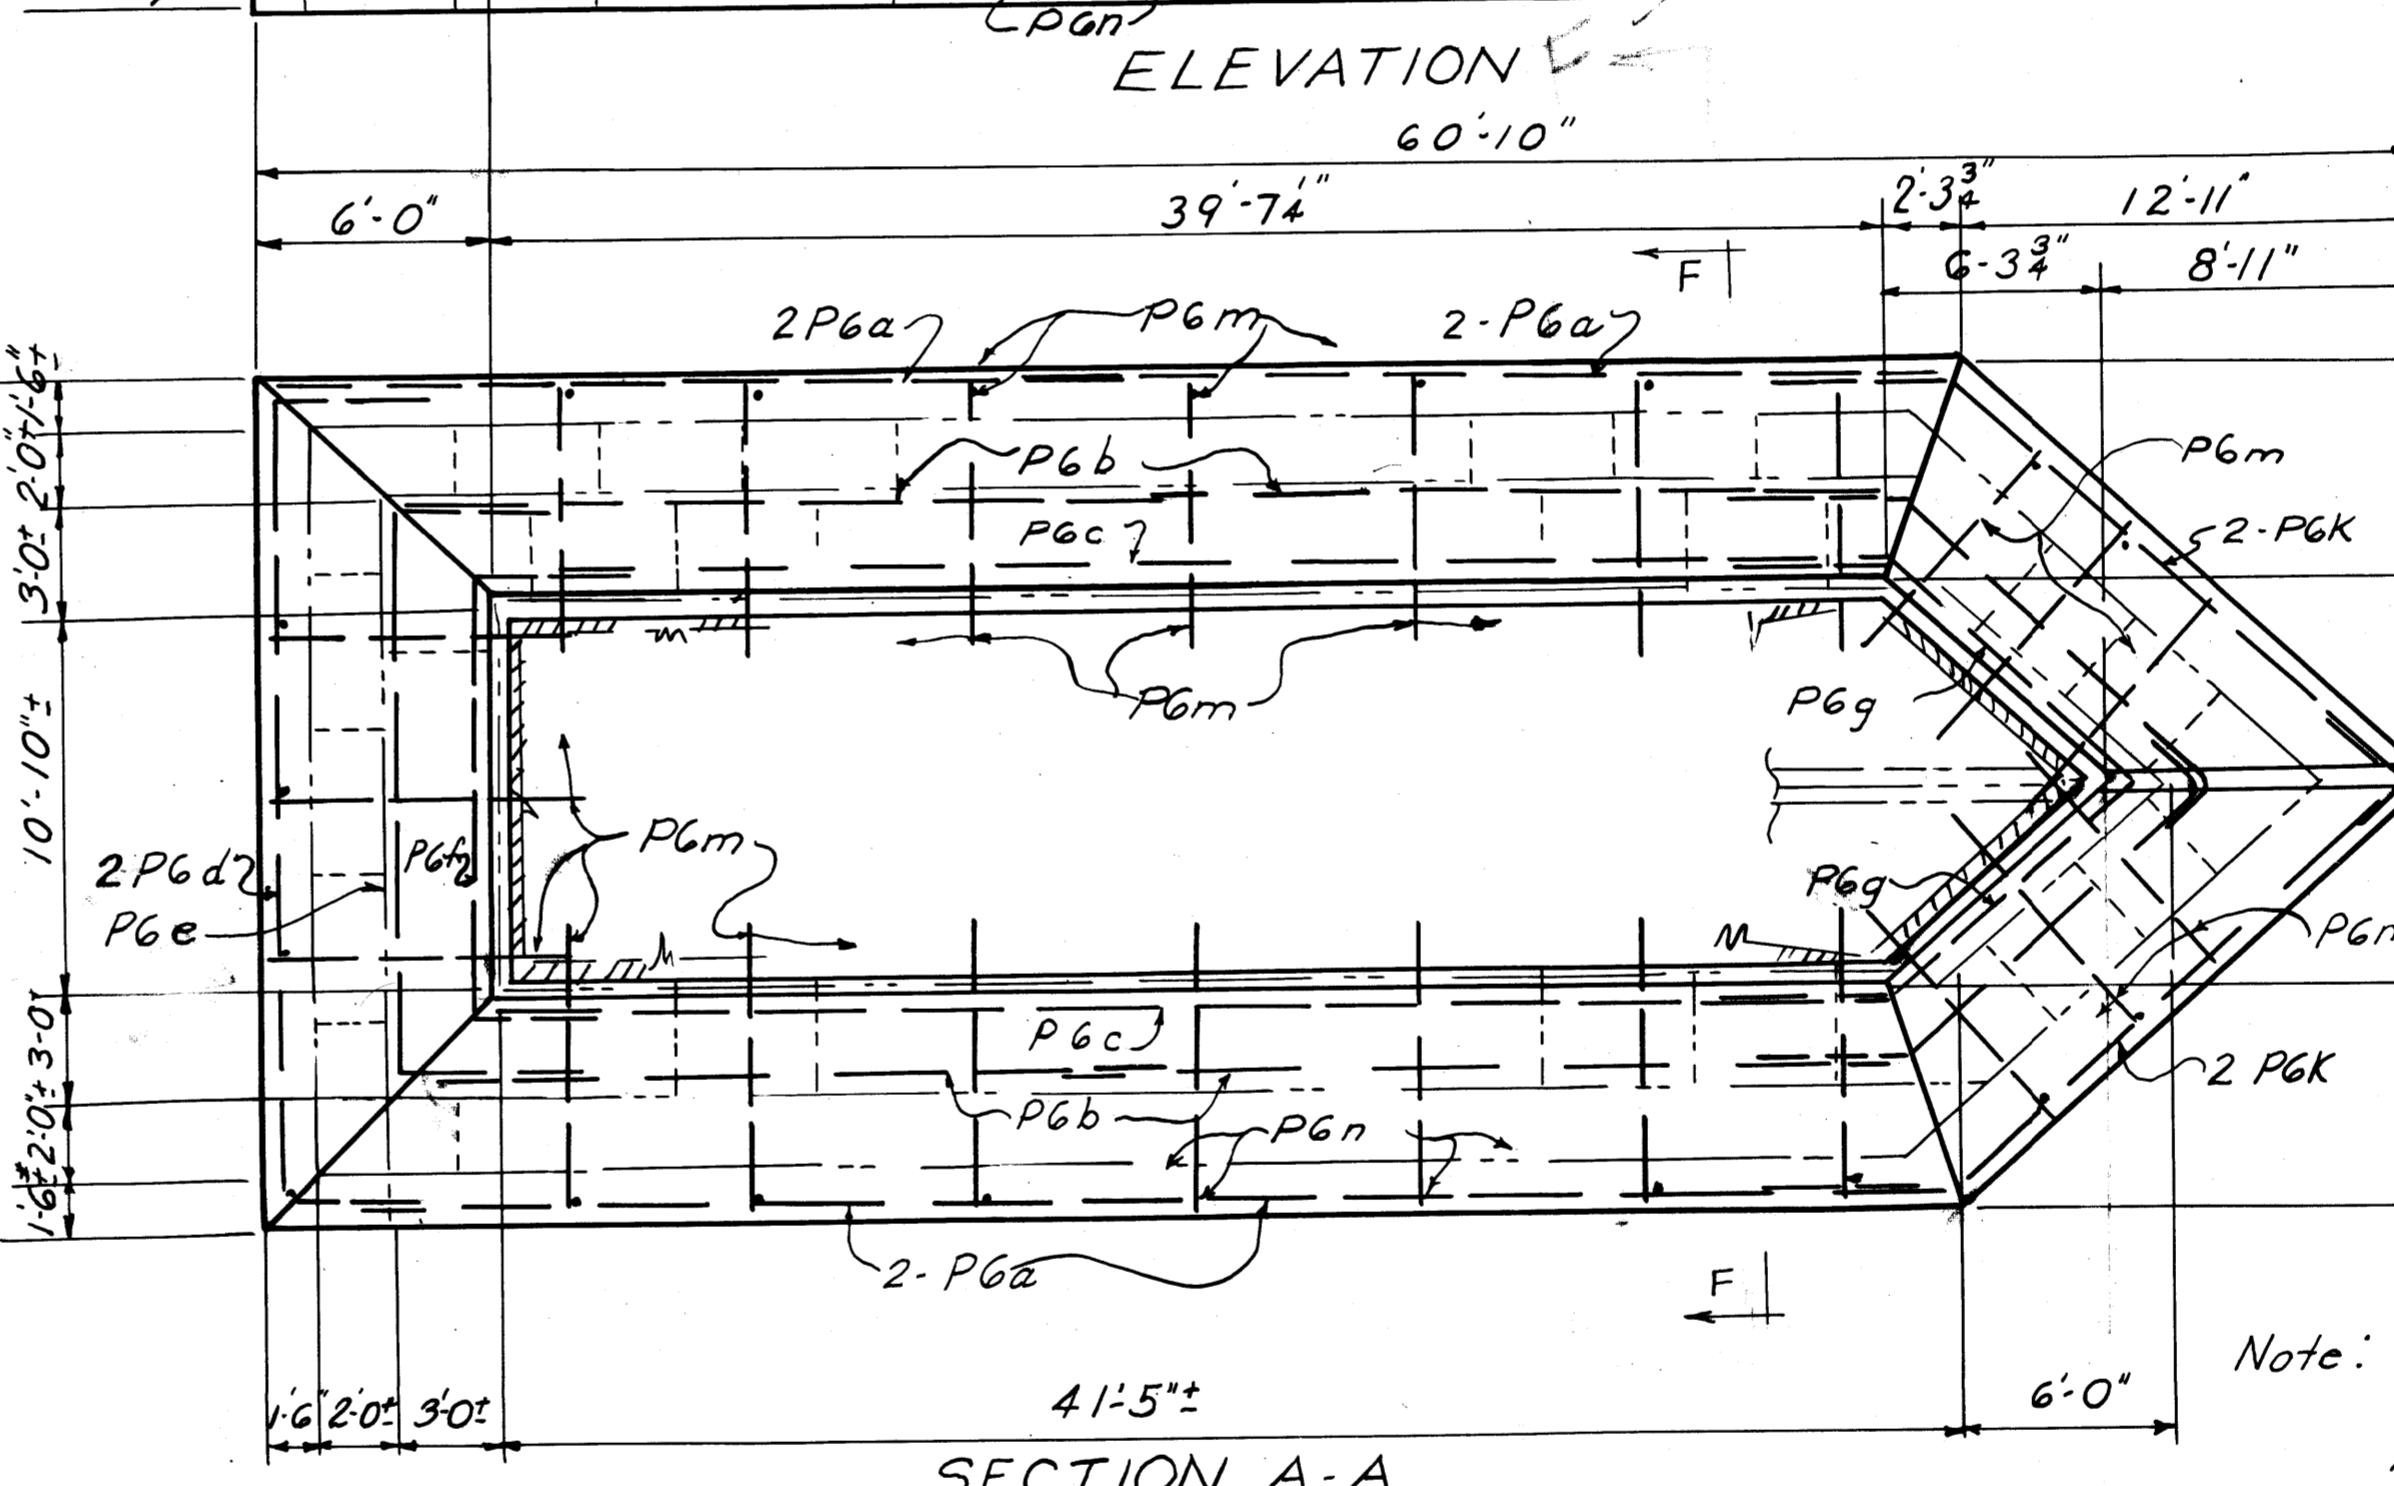 (P6n)
ELEVATION
60'-10"
6'-0"
39'-7¼"
2'-3¾"
12'-11"
6-3¾"
8'-11"
F
2P6a
P6m
2-P6a
1'-6"±
2'-0"±
3'-0±
10'-10"±
3'-0"
2'-0"±
1'-6"±
P6b
P6m
P6c
2-P6K
P6g
P6m
P6m
2P6d
P6f
P6e
P6g
P6n
P6c
P6b
P6n
2 P6K
2-P6a
F
Note:
1'-6"
2'-0±
3'-0±
41'-5"±
6'-0"
SECTION A-A